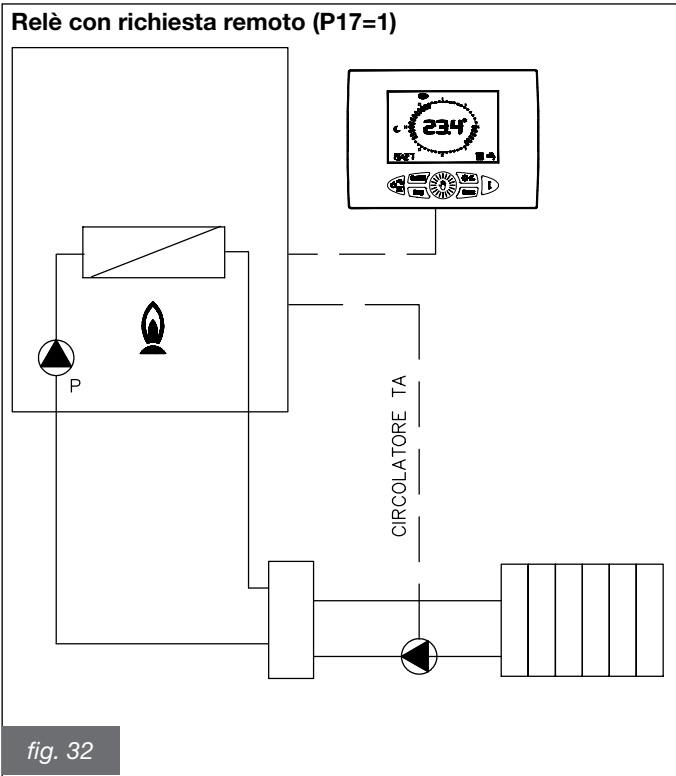 Relè con richiesta remoto (P17=1)
23.4°
P
CIRCOLATORE TA
fig. 32